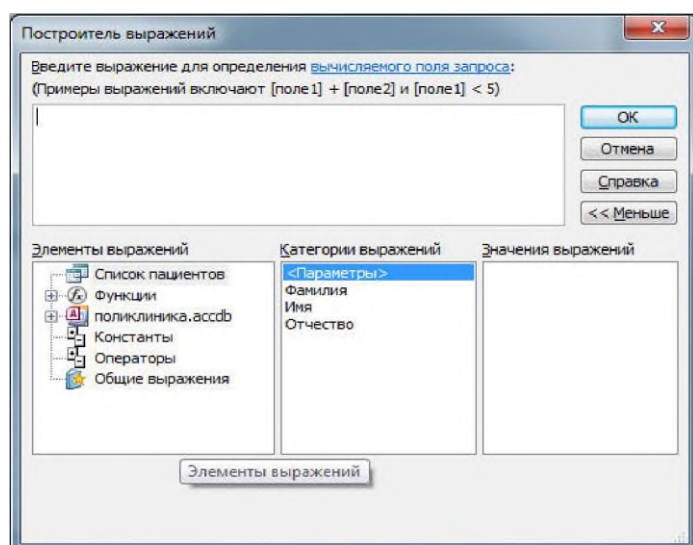 Построитель выражений
Введите выражение для определения вычисляемого поля запроса:
(Примеры выражений включают [поле1] + [поле2] и [поле1] < 5)
ОК
Отмена
Справка
<< Меньше
Элементы выражений
Список пациентов
Функции
поликлиника.accdb
Константы
Операторы
Общие выражения
Категории выражений
<Параметры>
Фамилия
Имя
Отчество
Значения выражений
Элементы выражений